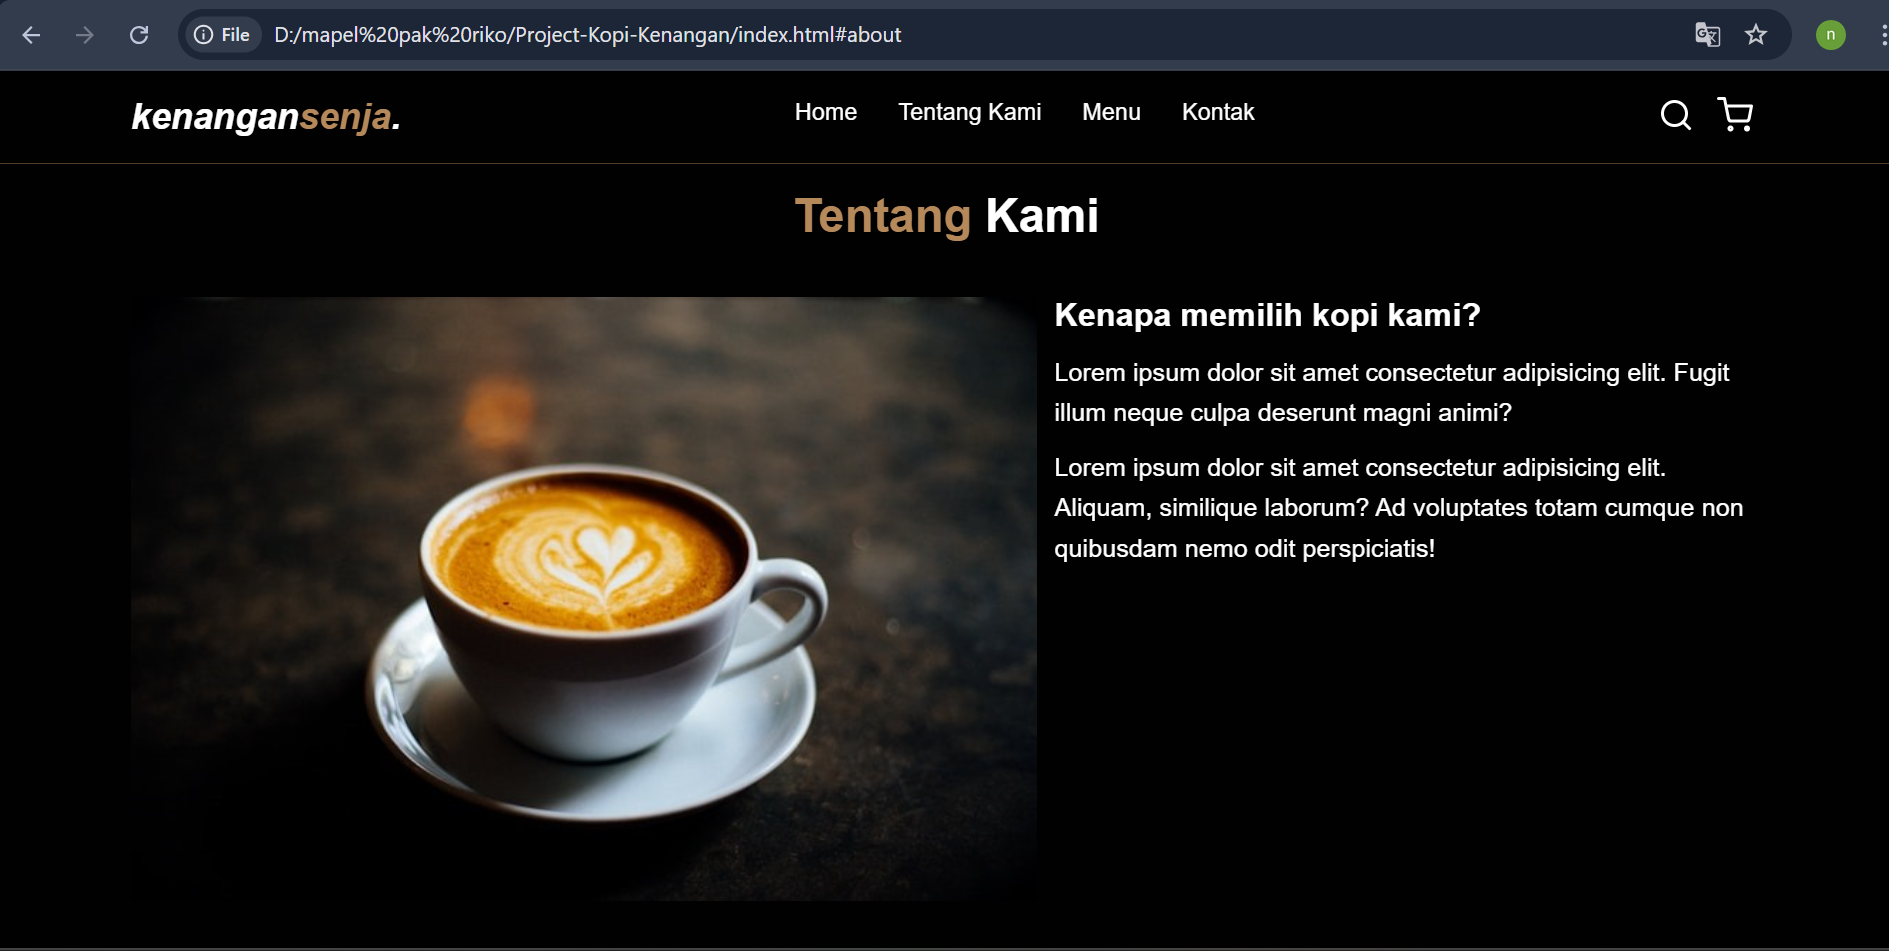 File D:/mapel%20pak%20riko/Project-Kopi-Kenangan/index.html#about
n
kenangansenja.
Home Tentang Kami Menu Kontak
Tentang Kami
Kenapa memilih kopi kami?
Lorem ipsum dolor sit amet consectetur adipisicing elit. Fugit
illum neque culpa deserunt magni animi?
Lorem ipsum dolor sit amet consectetur adipisicing elit.
Aliquam, similique laborum? Ad voluptates totam cumque non
quibusdam nemo odit perspiciatis!